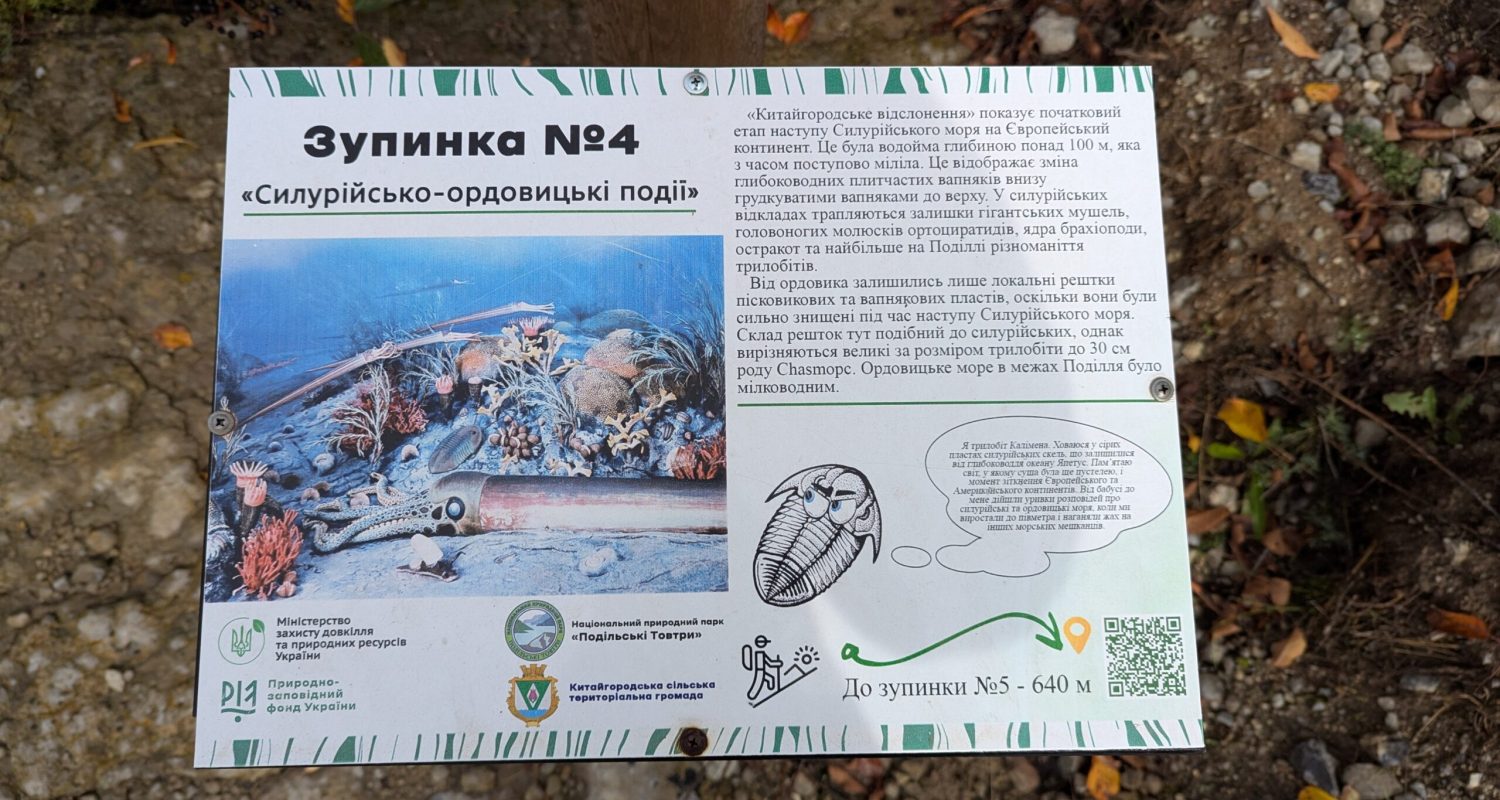 Зупинка №4
«Силурійсько-ордовицькі події»
«Китайгородське відслонення» показує початковий
етап наступу Силурійського моря на Європейський
континент. Це була водойма глибиною понад 100 м, яка
з часом поступово міліла. Це відображає зміна
глибоководних плитчастих вапняків внизу
грудкуватими вапняками до верху. У силурійських
відкладах трапляються залишки гігантських мушель,
головоногих молюсків ортоциратидів, ядра брахіоподи,
остракот та найбільше на Поділлі різноманіття
трилобітів.
Від ордовика залишились лише локальні рештки
пісковикових та вапнякових пластів, оскільки вони були
сильно знищені під час наступу Силурійського моря.
Склад решток тут подібний до силурійських, однак
вирізняються великі за розміром трилобіти до 30 см
роду Chasmopc. Ордовицьке море в межах Поділля було
мілководним.
Я трилобіт Калімена. Ховаюся у сірих
пластах силурійських скель, що залишилися
від глибоководдя океану Япетус. Пам'ятаю
світ, у якому суша була ще пустелею, і
момент зіткнення Європейського та
Американського континентів. Від бабусі до
мене дійшли уривки розповідей про
силурійські та ордовицькі моря, коли ми
виростали до півметра і наганяли жах на
інших морських мешканців.
Міністерство
захисту довкілля
та природних ресурсів
України
Національний природний парк
«Подільські Товтри»
Природно-
заповідний
фонд України
Китайгородська сільська
територіальна громада
До зупинки №5 - 640 м